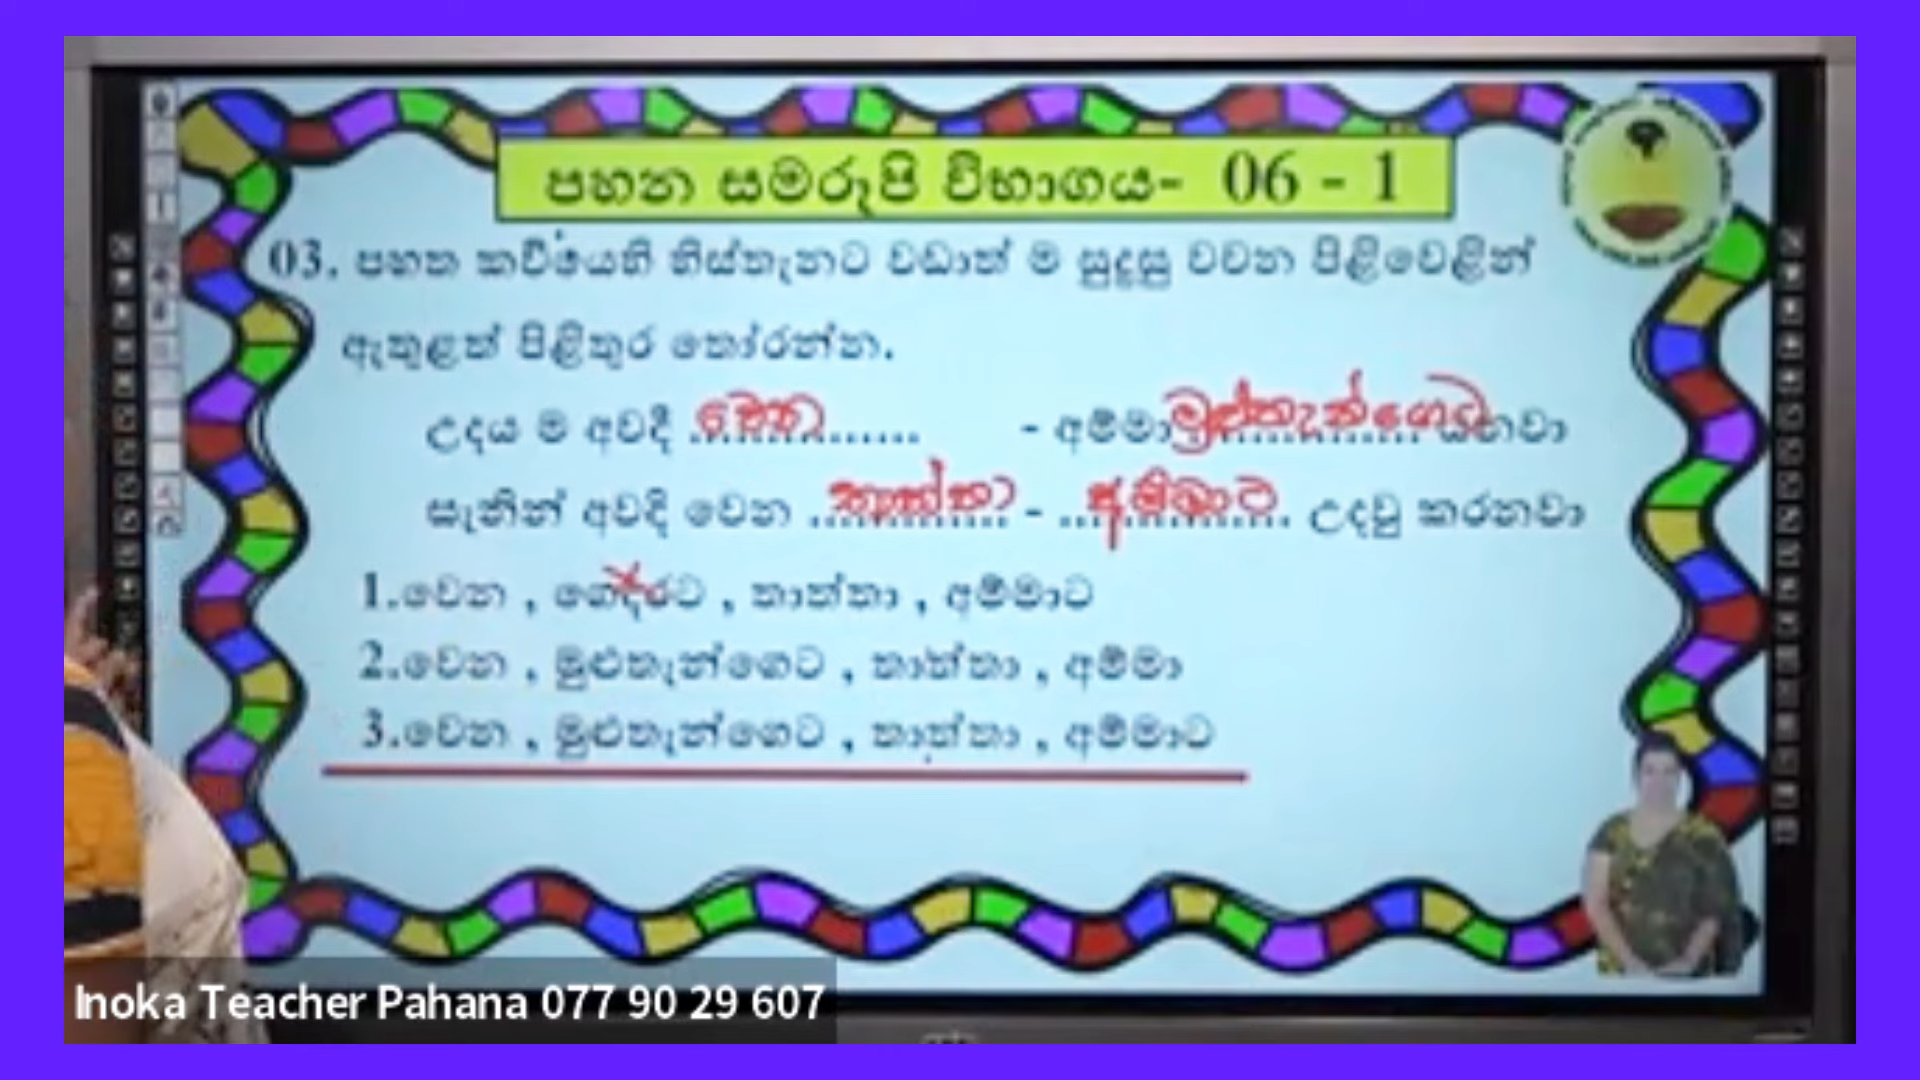 පහන සමරූපි විභාගය- 06 - 1
03. පහත කවියෙහි හිස්තැනට වඩාත් ම සුදුසු වචන පිළිවෙළින්
ඇතුළත් පිළිතුර තෝරන්න.
උදය ම අවදී වෙන - අම්මා මුළුතැන්ගෙට යනවා
සැනින් අවදි වෙන තාත්තා - අම්මාට උදවු කරනවා
1.වෙන , ගෙදරට , තාත්තා , අම්මාට
2.වෙන , මුළුතැන්ගෙට , තාත්තා , අම්මා
3.වෙන , මුළුතැන්ගෙට , තාත්තා , අම්මාට
Inoka Teacher Pahana 077 90 29 607